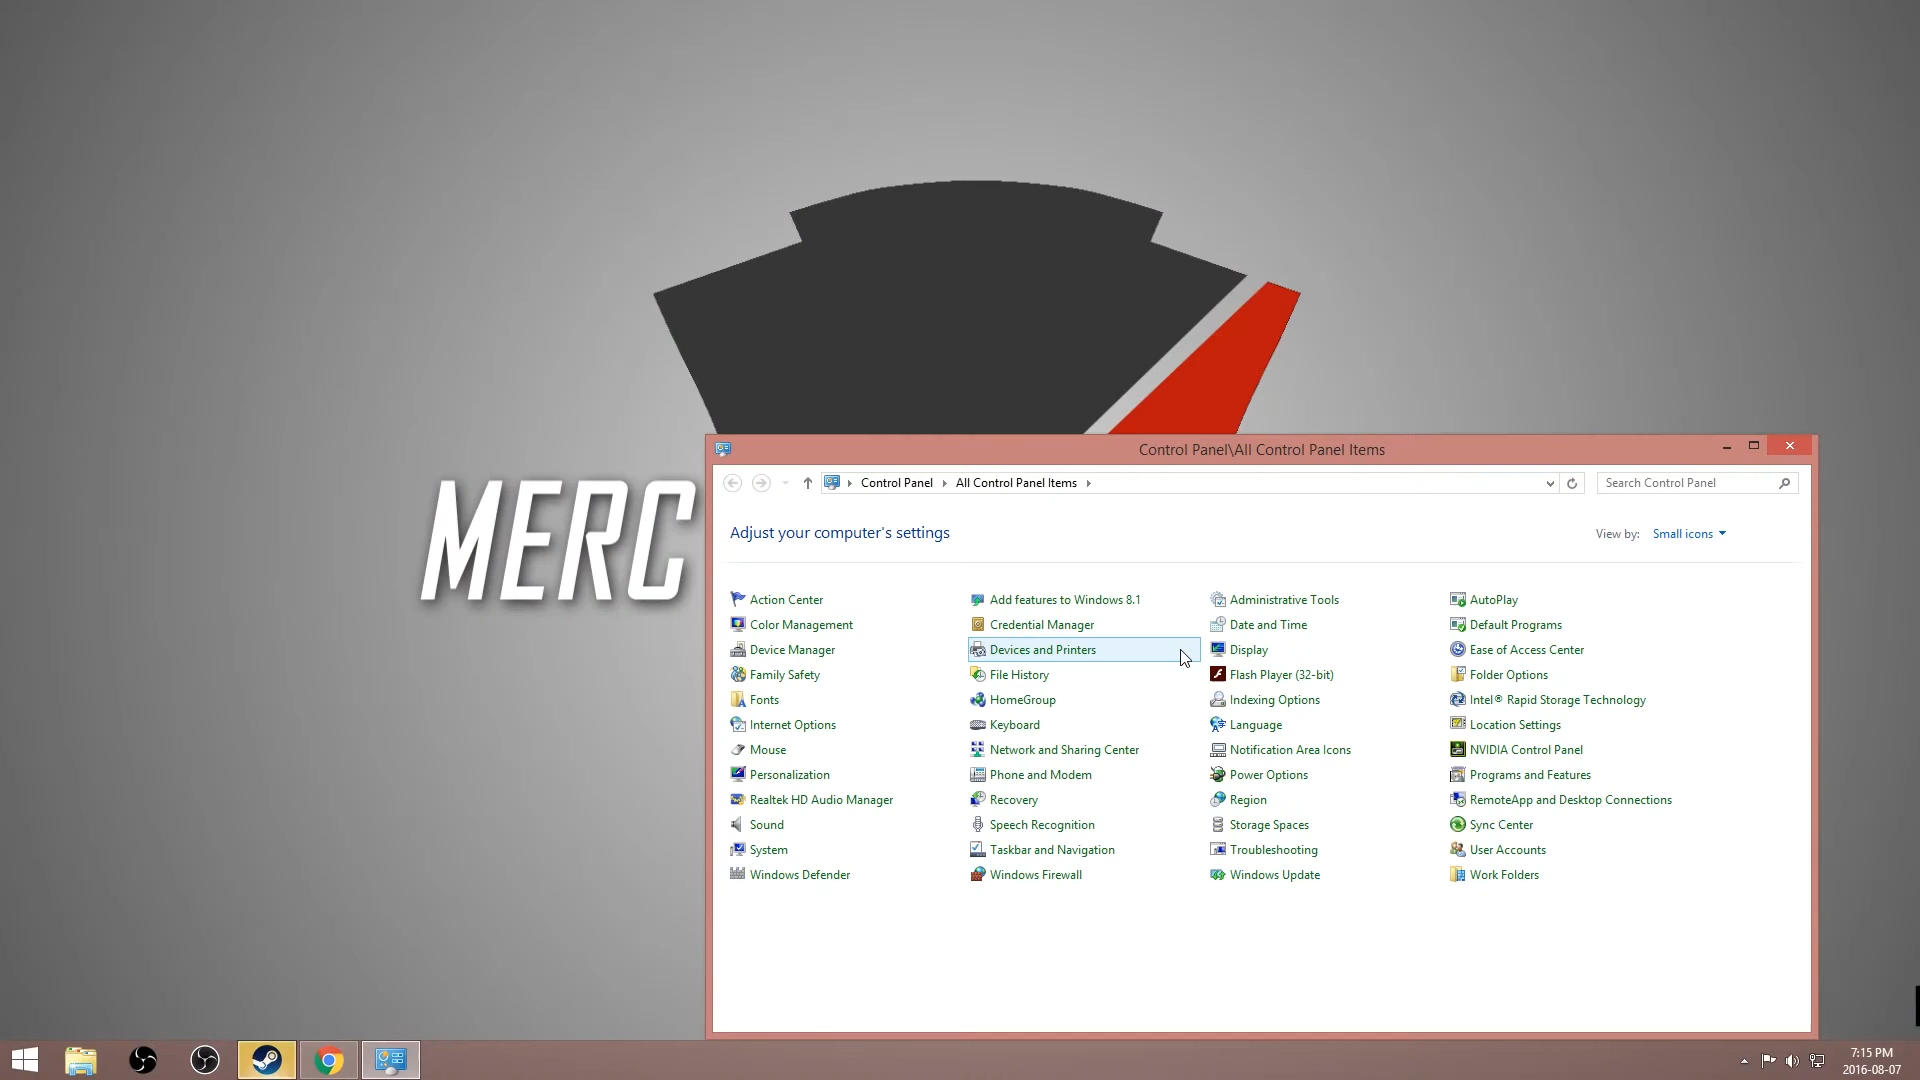 MERC
Control Panel\All Control Panel Items
Control Panel
All Control Panel Items
Search Control Panel
Adjust your computer's settings
View by: Small icons
Action Center
Add features to Windows 8.1
Administrative Tools
AutoPlay
Color Management
Credential Manager
Date and Time
Default Programs
Device Manager
Devices and Printers
Display
Ease of Access Center
Family Safety
File History
Flash Player (32-bit)
Folder Options
Fonts
HomeGroup
Indexing Options
Intel® Rapid Storage Technology
Internet Options
Keyboard
Language
Location Settings
Mouse
Network and Sharing Center
Notification Area Icons
NVIDIA Control Panel
Personalization
Phone and Modem
Power Options
Programs and Features
Realtek HD Audio Manager
Recovery
Region
RemoteApp and Desktop Connections
Sound
Speech Recognition
Storage Spaces
Sync Center
System
Taskbar and Navigation
Troubleshooting
User Accounts
Windows Defender
Windows Firewall
Windows Update
Work Folders
7:15 PM
2016-08-07